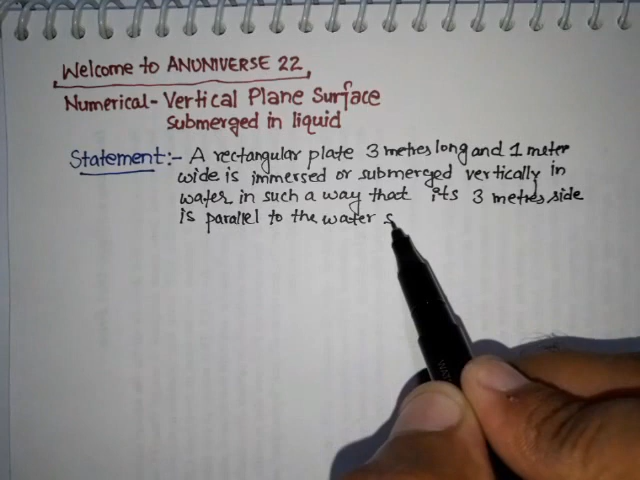 Welcome to ANUNIVERSE 22,
Numerical- Vertical Plane Surface
submerged in liquid
Statement:- A rectangular plate 3 metres long and 1 meter
wide is immersed or submerged vertically in
water in such a way that its 3 metres side
is parallel to the water s